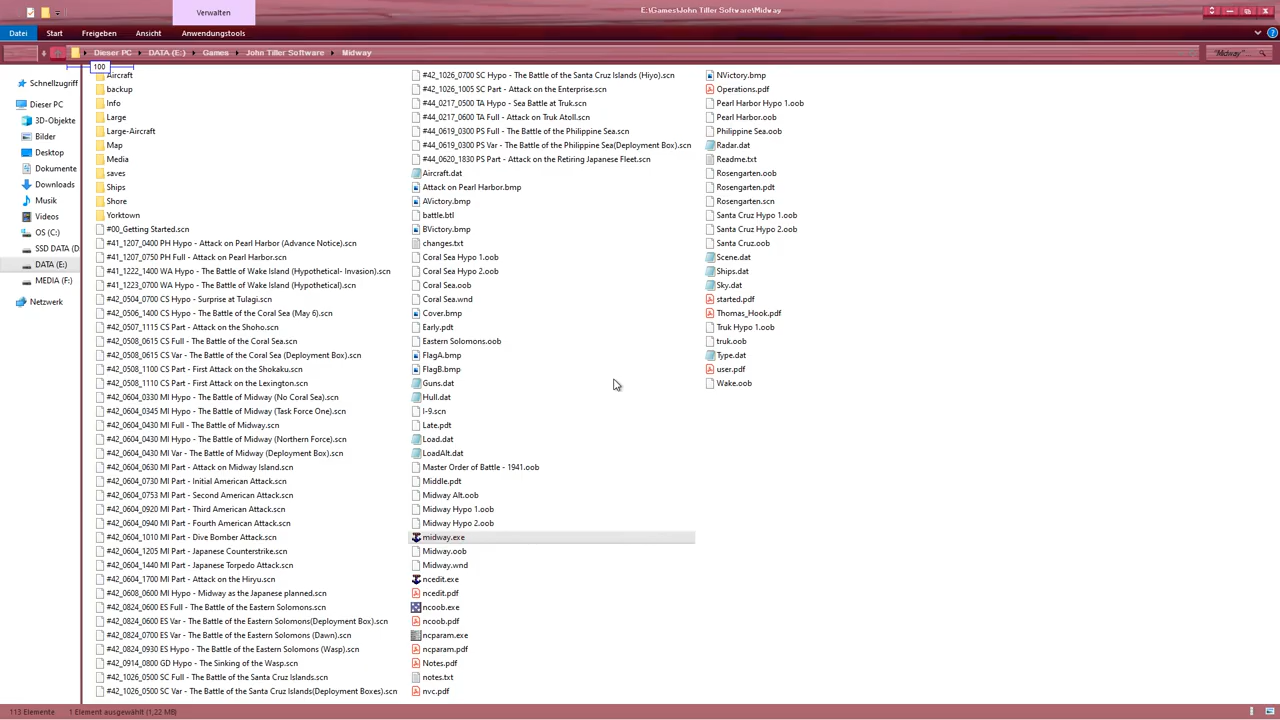 Verwalten
E:\Games\John Tiller Software\Midway
Datei Start Freigeben Ansicht Anwendungstools
Dieser PC DATA (E:) Games John Tiller Software Midway
"Midway"...
100
Schnellzugriff
Dieser PC
3D-Objekte
Bilder
Desktop
Dokumente
Downloads
Musik
Videos
OS (C:)
SSD DATA (D
DATA (E:)
MEDIA (F:)
Netzwerk
Aircraft
backup
Info
Large
Large-Aircraft
Map
Media
saves
Ships
Shore
Yorktown
#00_Getting Started.scn
#41_1207_0400 PH Hypo - Attack on Pearl Harbor (Advance Notice).scn
#41_1207_0750 PH Full - Attack on Pearl Harbor.scn
#41_1222_1400 WA Hypo - The Battle of Wake Island (Hypothetical- Invasion).scn
#41_1223_0700 WA Hypo - The Battle of Wake Island (Hypothetical).scn
#42_0504_0700 CS Hypo - Surprise at Tulagi.scn
#42_0506_1400 CS Hypo - The Battle of the Coral Sea (May 6).scn
#42_0507_1115 CS Part - Attack on the Shoho.scn
#42_0508_0615 CS Full - The Battle of the Coral Sea.scn
#42_0508_0615 CS Var - The Battle of the Coral Sea (Deployment Box).scn
#42_0508_1100 CS Part - First Attack on the Shokaku.scn
#42_0508_1110 CS Part - First Attack on the Lexington.scn
#42_0604_0330 MI Hypo - The Battle of Midway (No Coral Sea).scn
#42_0604_0345 MI Hypo - The Battle of Midway (Task Force One).scn
#42_0604_0430 MI Full - The Battle of Midway.scn
#42_0604_0430 MI Hypo - The Battle of Midway (Northern Force).scn
#42_0604_0430 MI Var - The Battle of Midway (Deployment Box).scn
#42_0604_0630 MI Part - Attack on Midway Island.scn
#42_0604_0730 MI Part - Initial American Attack.scn
#42_0604_0753 MI Part - Second American Attack.scn
#42_0604_0920 MI Part - Third American Attack.scn
#42_0604_0940 MI Part - Fourth American Attack.scn
#42_0604_1010 MI Part - Dive Bomber Attack.scn
#42_0604_1205 MI Part - Japanese Counterstrike.scn
#42_0604_1440 MI Part - Japanese Torpedo Attack.scn
#42_0604_1700 MI Part - Attack on the Hiryu.scn
#42_0608_0600 MI Hypo - Midway as the Japanese planned.scn
#42_0824_0600 ES Full - The Battle of the Eastern Solomons.scn
#42_0824_0600 ES Var - The Battle of the Eastern Solomons(Deployment Box).scn
#42_0824_0700 ES Var - The Battle of the Eastern Solomons (Dawn).scn
#42_0824_0930 ES Hypo - The Battle of the Eastern Solomons (Wasp).scn
#42_0914_0800 GD Hypo - The Sinking of the Wasp.scn
#42_1026_0500 SC Full - The Battle of the Santa Cruz Islands.scn
#42_1026_0500 SC Var - The Battle of the Santa Cruz Islands(Deployment Boxes).scn
#42_1026_0700 SC Hypo - The Battle of the Santa Cruz Islands (Hiyo).scn
#42_1026_1005 SC Part - Attack on the Enterprise.scn
#44_0217_0500 TA Hypo - Sea Battle at Truk.scn
#44_0217_0600 TA Full - Attack on Truk Atoll.scn
#44_0619_0300 PS Full - The Battle of the Philippine Sea.scn
#44_0619_0300 PS Var - The Battle of the Philippine Sea(Deployment Box).scn
#44_0620_1830 PS Part - Attack on the Retiring Japanese Fleet.scn
Aircraft.dat
Attack on Pearl Harbor.bmp
AVictory.bmp
battle.btl
BVictory.bmp
changes.txt
Coral Sea Hypo 1.oob
Coral Sea Hypo 2.oob
Coral Sea.oob
Coral Sea.wnd
Cover.bmp
Early.pdt
Eastern Solomons.oob
FlagA.bmp
FlagB.bmp
Guns.dat
Hull.dat
I-9.scn
Late.pdt
Load.dat
LoadAlt.dat
Master Order of Battle - 1941.oob
Middle.pdt
Midway Alt.oob
Midway Hypo 1.oob
Midway Hypo 2.oob
midway.exe
Midway.oob
Midway.wnd
ncedit.exe
ncedit.pdf
ncoob.exe
ncoob.pdf
ncparam.exe
ncparam.pdf
Notes.pdf
notes.txt
nvc.pdf
NVictory.bmp
Operations.pdf
Pearl Harbor Hypo 1.oob
Pearl Harbor.oob
Philippine Sea.oob
Radar.dat
Readme.txt
Rosengarten.oob
Rosengarten.pdt
Rosengarten.scn
Santa Cruz Hypo 1.oob
Santa Cruz Hypo 2.oob
Santa Cruz.oob
Scene.dat
Ships.dat
Sky.dat
started.pdf
Thomas_Hook.pdf
Truk Hypo 1.oob
truk.oob
Type.dat
user.pdf
Wake.oob
113 Elemente 1 Element ausgewählt (1,22 MB)